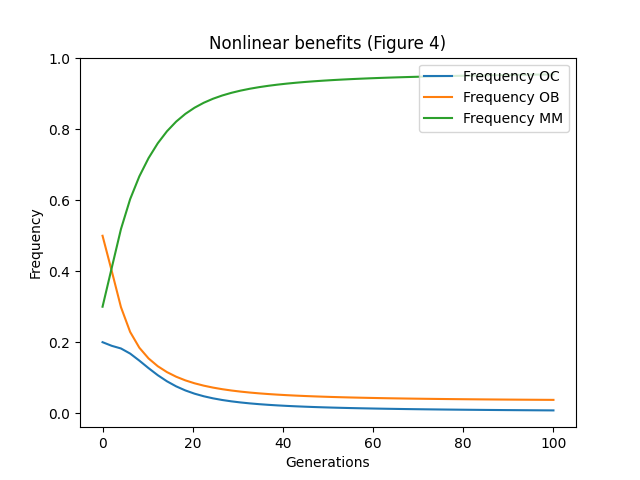 Nonlinear benefits (Figure 4)
Frequency
1.0
0.8
0.6
0.4
0.2
0.0
Frequency OC
Frequency OB
Frequency MM
0 20 40 60 80 100
Generations